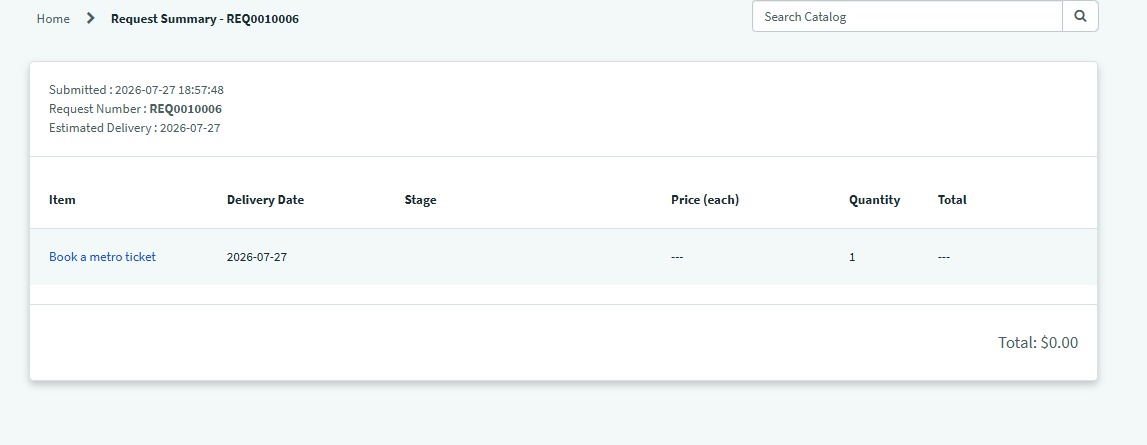 Home > Request Summary - REQ0010006
Search Catalog
Submitted : 2026-07-27 18:57:48
Request Number : REQ0010006
Estimated Delivery : 2026-07-27
Item Delivery Date Stage Price (each) Quantity Total
Book a metro ticket 2026-07-27 --- 1 ---
Total: $0.00